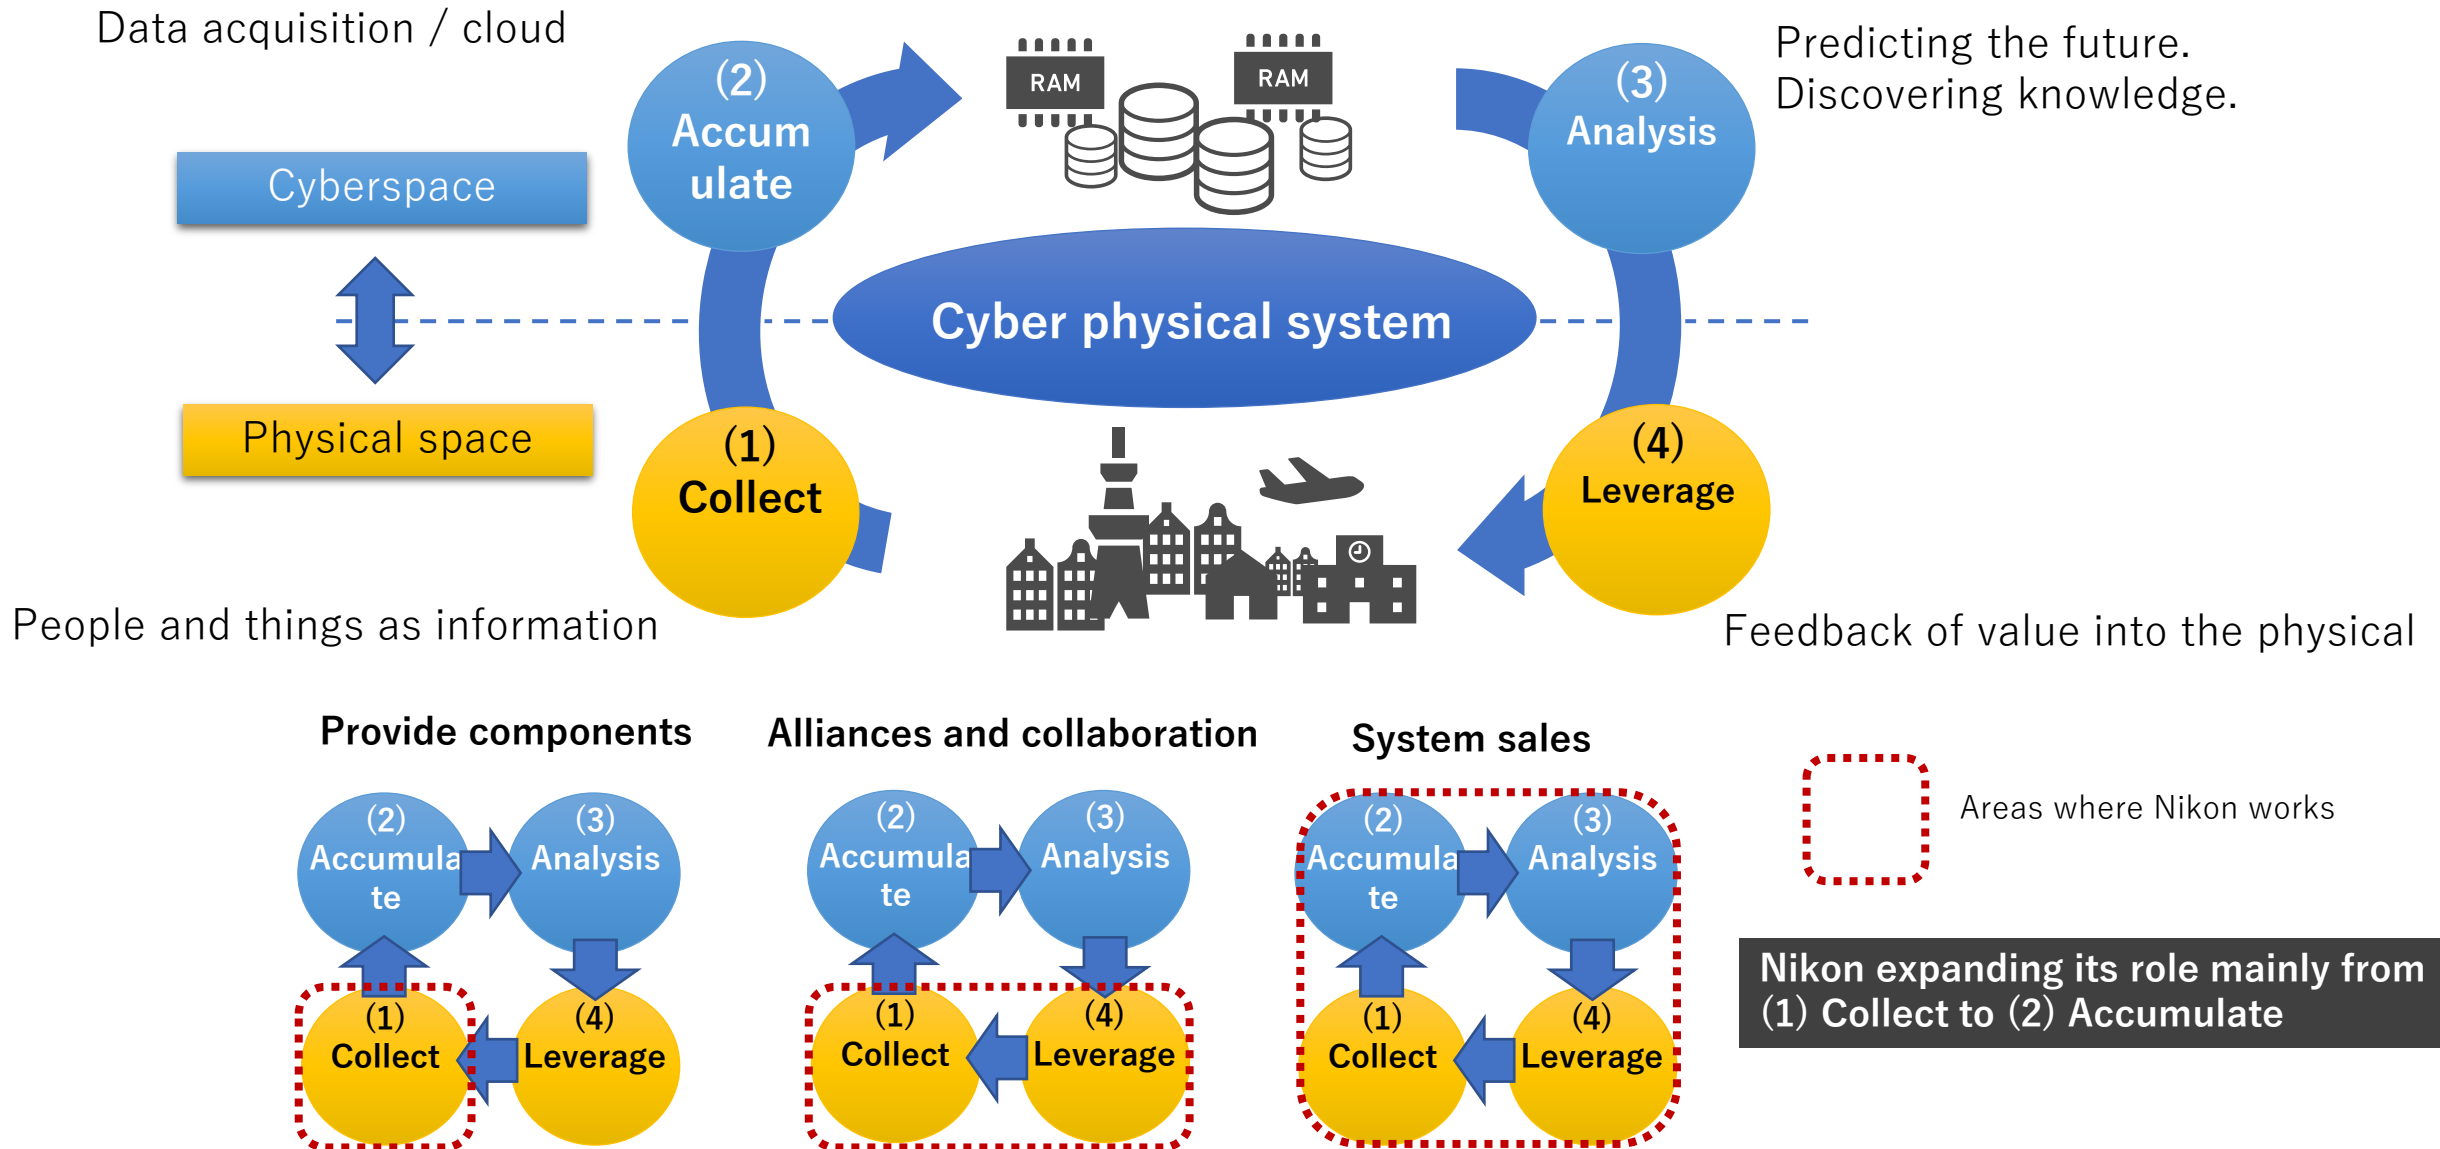 Data acquisition / cloud
Predicting the future.
Discovering knowledge.
(2)
Accum
ulate
RAM
RAM
(3)
Analysis
Cyberspace
Cyber physical system
Physical space
(1)
Collect
(4)
Leverage
People and things as information
Feedback of value into the physical
Provide components
Alliances and collaboration
System sales
(2)
Accumula
te
(3)
Analysis
(1)
Collect
(4)
Leverage
(2)
Accumula
te
(3)
Analysis
(1)
Collect
(4)
Leverage
(2)
Accumula
te
(3)
Analysis
(1)
Collect
(4)
Leverage
Areas where Nikon works
Nikon expanding its role mainly from
(1) Collect to (2) Accumulate